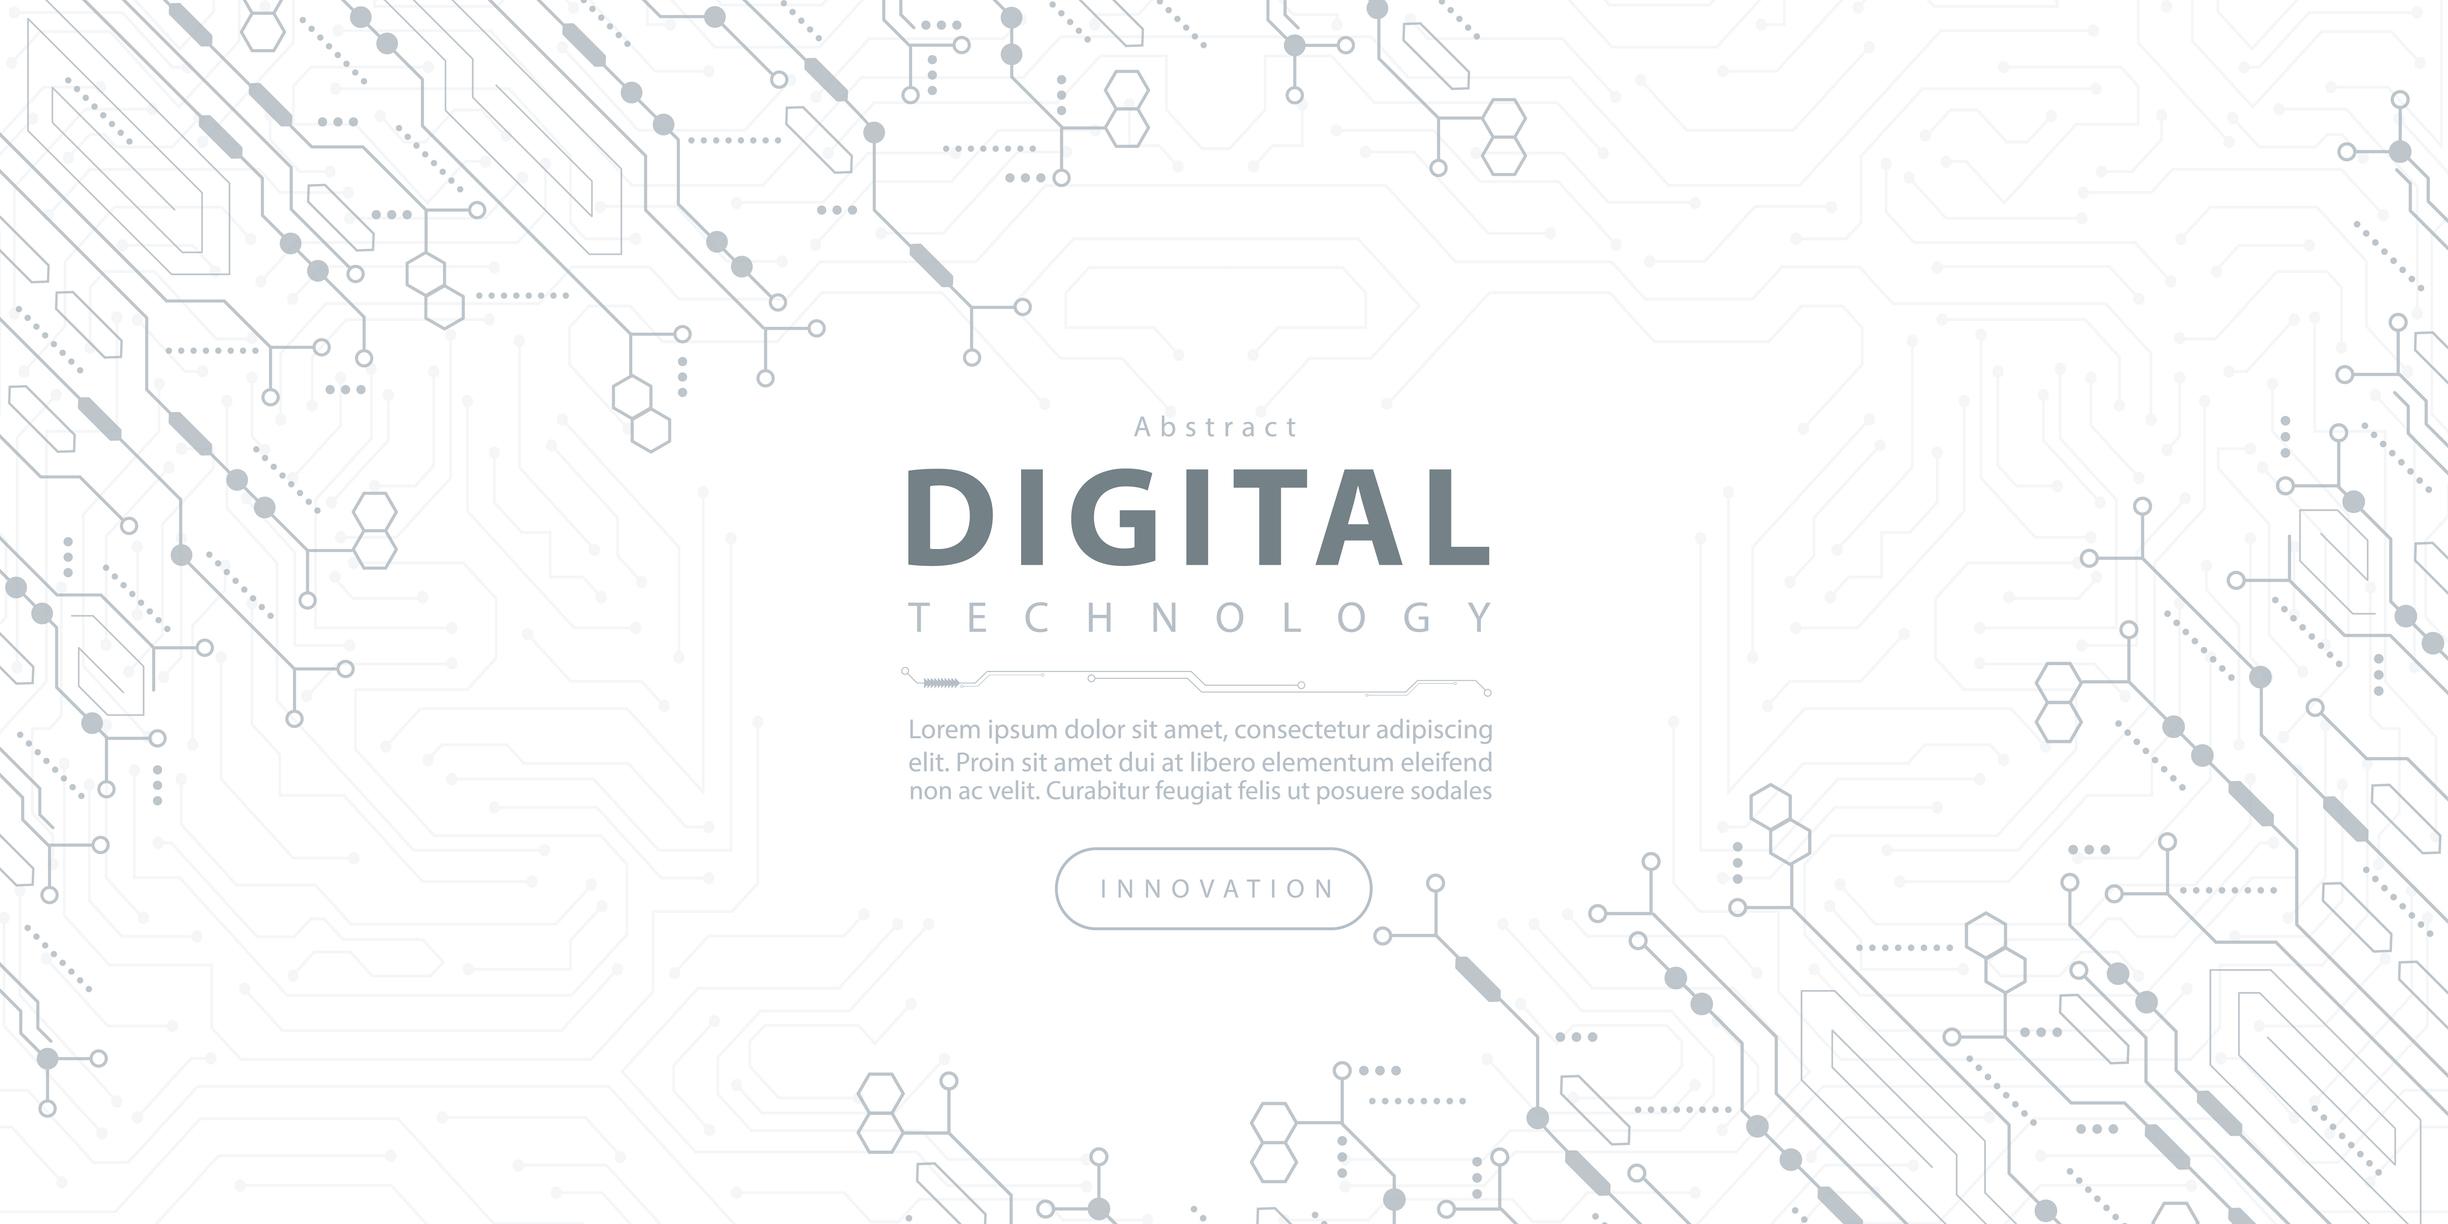 Abstract
DIGITAL
TECHNOLOGY
Lorem ipsum dolor sit amet, consectetur adipiscing
elit. Proin sit amet dui at libero elementum eleifend
non ac velit. Curabitur feugiat felis ut posuere sodales
INNOVATION